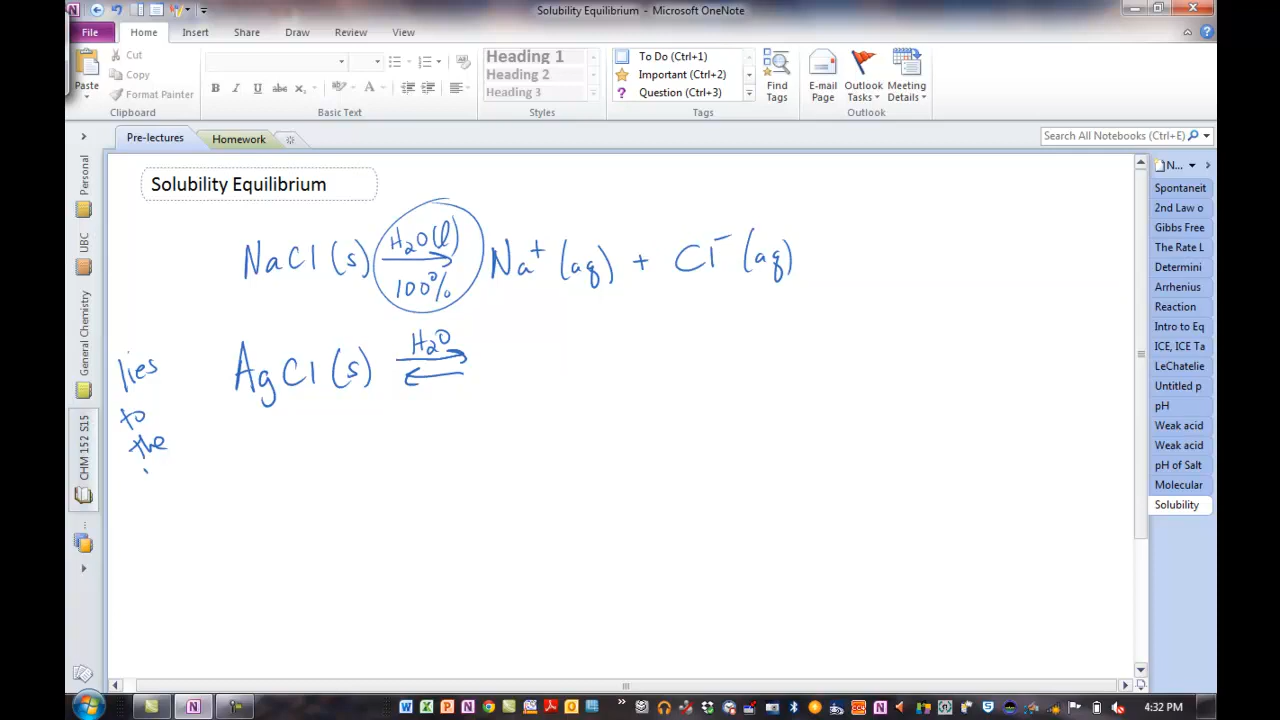 Solubility Equilibrium - Microsoft OneNote
File Home Insert Share Draw Review View
Paste
Cut
Copy
Format Painter
Clipboard
B I U abc
Basic Text
Heading 1
Heading 2
Heading 3
Styles
To Do (Ctrl+1)
Important (Ctrl+2)
Question (Ctrl+3)
Tags
Find Tags
E-mail Page
Outlook Tasks
Meeting Details
Outlook
Pre-lectures Homework
Search All Notebooks (Ctrl+E)
Personal
UBC
General Chemistry
CHM 152 S15
Solubility Equilibrium
NaCl(s) H₂O(l) 100% Na⁺(aq) + Cl⁻(aq)
AgCl(s) H₂O ⇌
lies
to
the
N...
Spontaneit
2nd Law o
Gibbs Free
The Rate L
Determini
Arrhenius
Reaction
Intro to Eq
ICE, ICE Ta
LeChatelie
Untitled p
pH
Weak acid
Weak acid
pH of Salt
Molecular
Solubility
4:32 PM